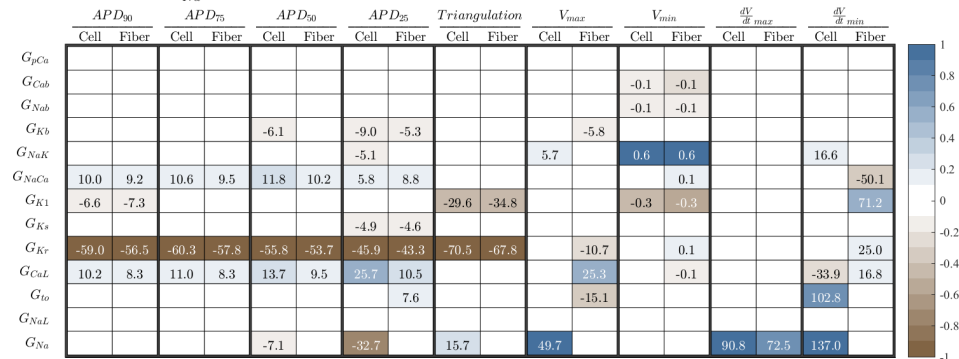 APD90 APD75 APD50 APD25 Triangulation Vmax Vmin dV/dt max dV/dt min
Cell Fiber Cell Fiber Cell Fiber Cell Fiber Cell Fiber Cell Fiber Cell Fiber Cell Fiber Cell Fiber
GpCa
GCab -0.1 -0.1
GNab -0.1 -0.1
GKb -6.1 -9.0 -5.3 -5.8
GNaK -5.1 5.7 0.6 0.6 16.6
GNaCa 10.0 9.2 10.6 9.5 11.8 10.2 5.8 8.8 0.1 -50.1
GK1 -6.6 -7.3 -29.6 -34.8 -0.3 -0.3 71.2
GKs -4.9 -4.6
GKr -59.0 -56.5 -60.3 -57.8 -55.8 -53.7 -45.9 -43.3 -70.5 -67.8 -10.7 0.1 25.0
GCaL 10.2 8.3 11.0 8.3 13.7 9.5 25.7 10.5 25.3 -0.1 -33.9 16.8
Gto 7.6 -15.1 102.8
GNaL
GNa -7.1 -32.7 15.7 49.7 90.8 72.5 137.0
1
0.8
0.6
0.4
0.2
0
-0.2
-0.4
-0.6
-0.8
-1